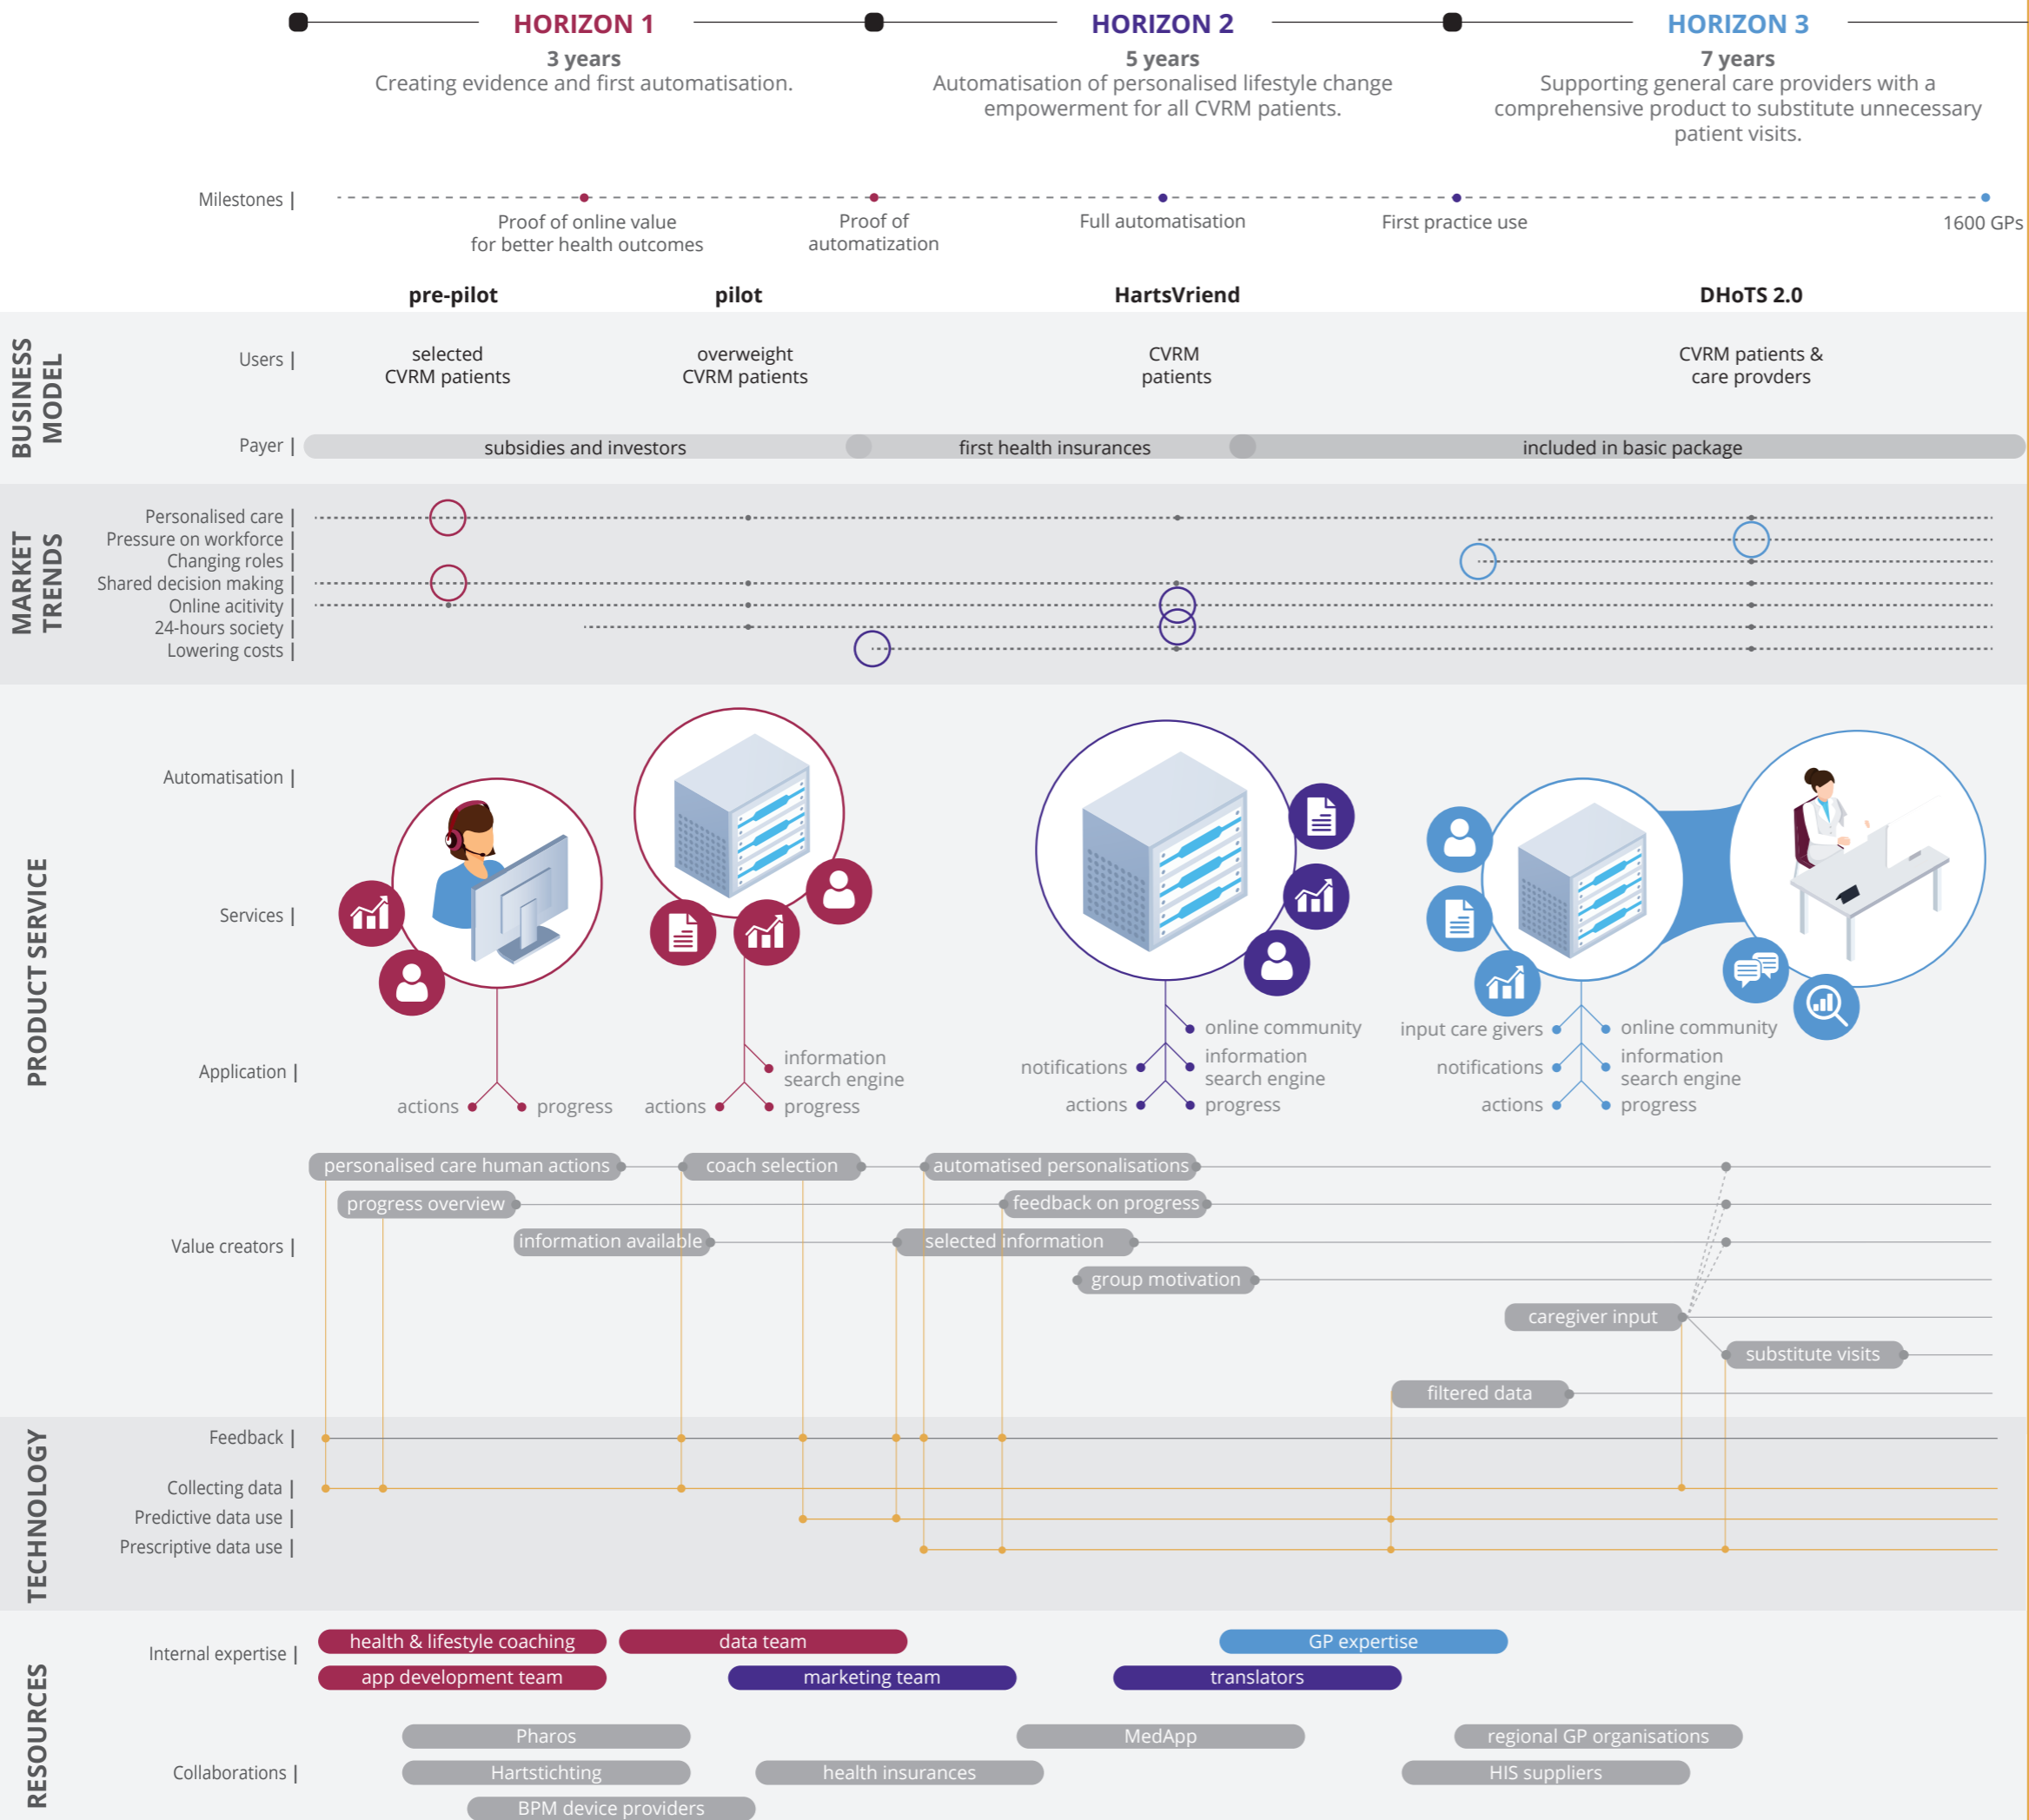 HORIZON 1
3 years
Creating evidence and first automatisation.
HORIZON 2
5 years
Automatisation of personalised lifestyle change
empowerment for all CVRM patients.
HORIZON 3
7 years
Supporting general care providers with a
comprehensive product to substitute unnecessary
patient visits.
Milestones |
Proof of online value
for better health outcomes
Proof of
automatization
Full automatisation
First practice use
1600 GPs
pre-pilot
pilot
HartsVriend
DHoTS 2.0
BUSINESS
MODEL
Users |
selected
CVRM patients
overweight
CVRM patients
CVRM
patients
CVRM patients &
care provders
Payer |
subsidies and investors
first health insurances
included in basic package
MARKET
TRENDS
Personalised care |
Pressure on workforce |
Changing roles |
Shared decision making |
Online acitivity |
24-hours society |
Lowering costs |
PRODUCT SERVICE
Automatisation |
Services |
Application |
actions
progress
information
search engine
actions
progress
online community
notifications
information
search engine
actions
progress
input care givers
online community
notifications
information
search engine
actions
progress
Value creators |
personalised care human actions
coach selection
automatised personalisations
progress overview
feedback on progress
information available
selected information
group motivation
caregiver input
substitute visits
filtered data
TECHNOLOGY
Feedback |
Collecting data |
Predictive data use |
Prescriptive data use |
RESOURCES
Internal expertise |
health & lifestyle coaching
data team
GP expertise
app development team
marketing team
translators
Collaborations |
Pharos
MedApp
regional GP organisations
Hartstichting
health insurances
HIS suppliers
BPM device providers